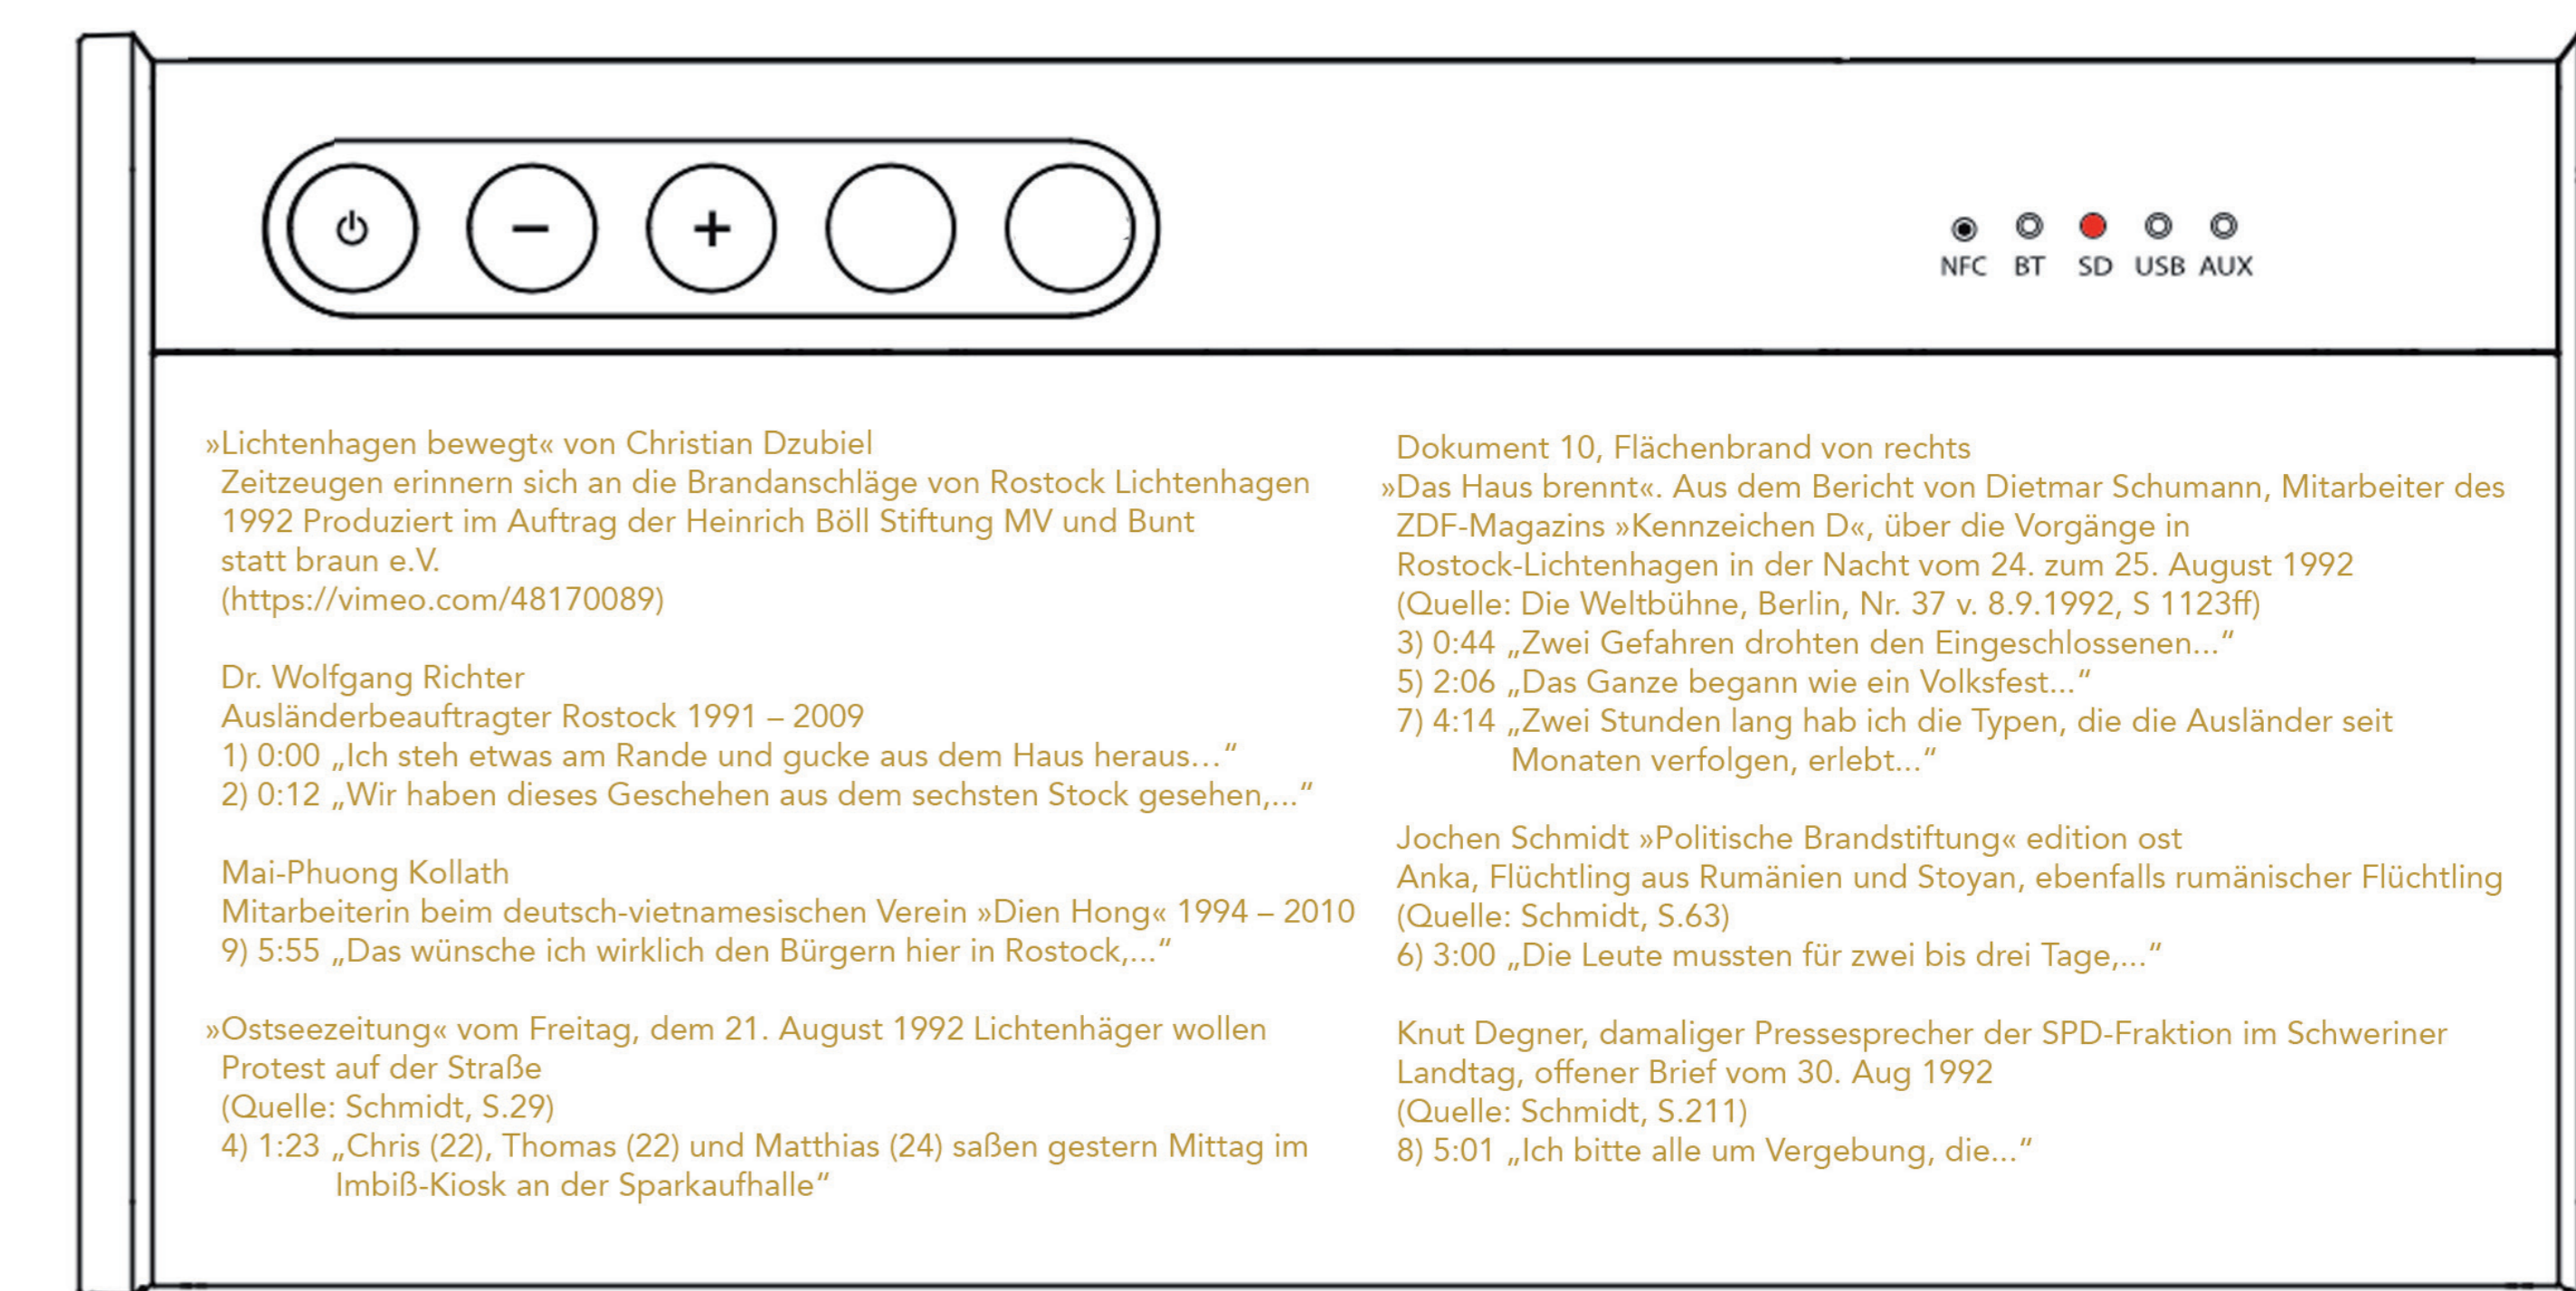 NFC BT SD USB AUX
»Lichtenhagen bewegt« von Christian Dzubiel
Zeitzeugen erinnern sich an die Brandanschläge von Rostock Lichtenhagen
1992 Produziert im Auftrag der Heinrich Böll Stiftung MV und Bunt
statt braun e.V.
(https://vimeo.com/48170089)
Dr. Wolfgang Richter
Ausländerbeauftragter Rostock 1991 – 2009
1) 0:00 „Ich steh etwas am Rande und gucke aus dem Haus heraus…“
2) 0:12 „Wir haben dieses Geschehen aus dem sechsten Stock gesehen,...“
Mai-Phuong Kollath
Mitarbeiterin beim deutsch-vietnamesischen Verein »Dien Hong« 1994 – 2010
9) 5:55 „Das wünsche ich wirklich den Bürgern hier in Rostock,...“
»Ostseezeitung« vom Freitag, dem 21. August 1992 Lichtenhäger wollen
Protest auf der Straße
(Quelle: Schmidt, S.29)
4) 1:23 „Chris (22), Thomas (22) und Matthias (24) saßen gestern Mittag im
Imbiß-Kiosk an der Sparkaufhalle“
Dokument 10, Flächenbrand von rechts
»Das Haus brennt«. Aus dem Bericht von Dietmar Schumann, Mitarbeiter des
ZDF-Magazins »Kennzeichen D«, über die Vorgänge in
Rostock-Lichtenhagen in der Nacht vom 24. zum 25. August 1992
(Quelle: Die Weltbühne, Berlin, Nr. 37 v. 8.9.1992, S 1123ff)
3) 0:44 „Zwei Gefahren drohten den Eingeschlossenen...“
5) 2:06 „Das Ganze begann wie ein Volksfest...“
7) 4:14 „Zwei Stunden lang hab ich die Typen, die die Ausländer seit
Monaten verfolgen, erlebt...“
Jochen Schmidt »Politische Brandstiftung« edition ost
Anka, Flüchtling aus Rumänien und Stoyan, ebenfalls rumänischer Flüchtling
(Quelle: Schmidt, S.63)
6) 3:00 „Die Leute mussten für zwei bis drei Tage,...“
Knut Degner, damaliger Pressesprecher der SPD-Fraktion im Schweriner
Landtag, offener Brief vom 30. Aug 1992
(Quelle: Schmidt, S.211)
8) 5:01 „Ich bitte alle um Vergebung, die...“